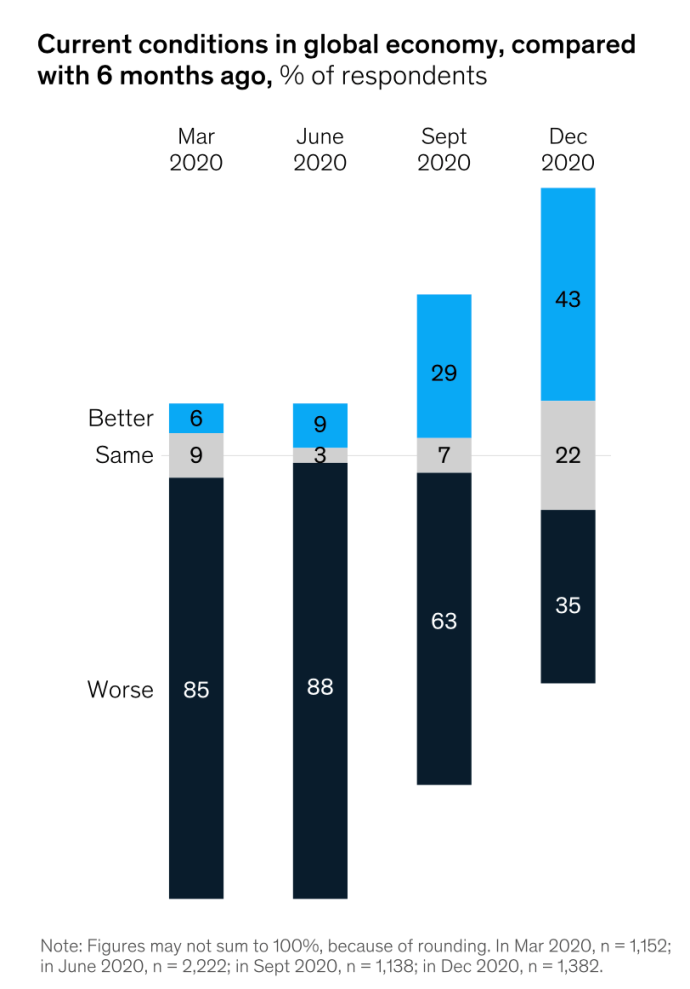 Current conditions in global economy, compared
with 6 months ago, % of respondents
Mar
2020
June
2020
Sept
2020
Dec
2020
Better
Same
Worse
6
9
85
9
3
88
29
7
63
43
22
35
Note: Figures may not sum to 100%, because of rounding. In Mar 2020, n = 1,152;
in June 2020, n = 2,222; in Sept 2020, n = 1,138; in Dec 2020, n = 1,382.